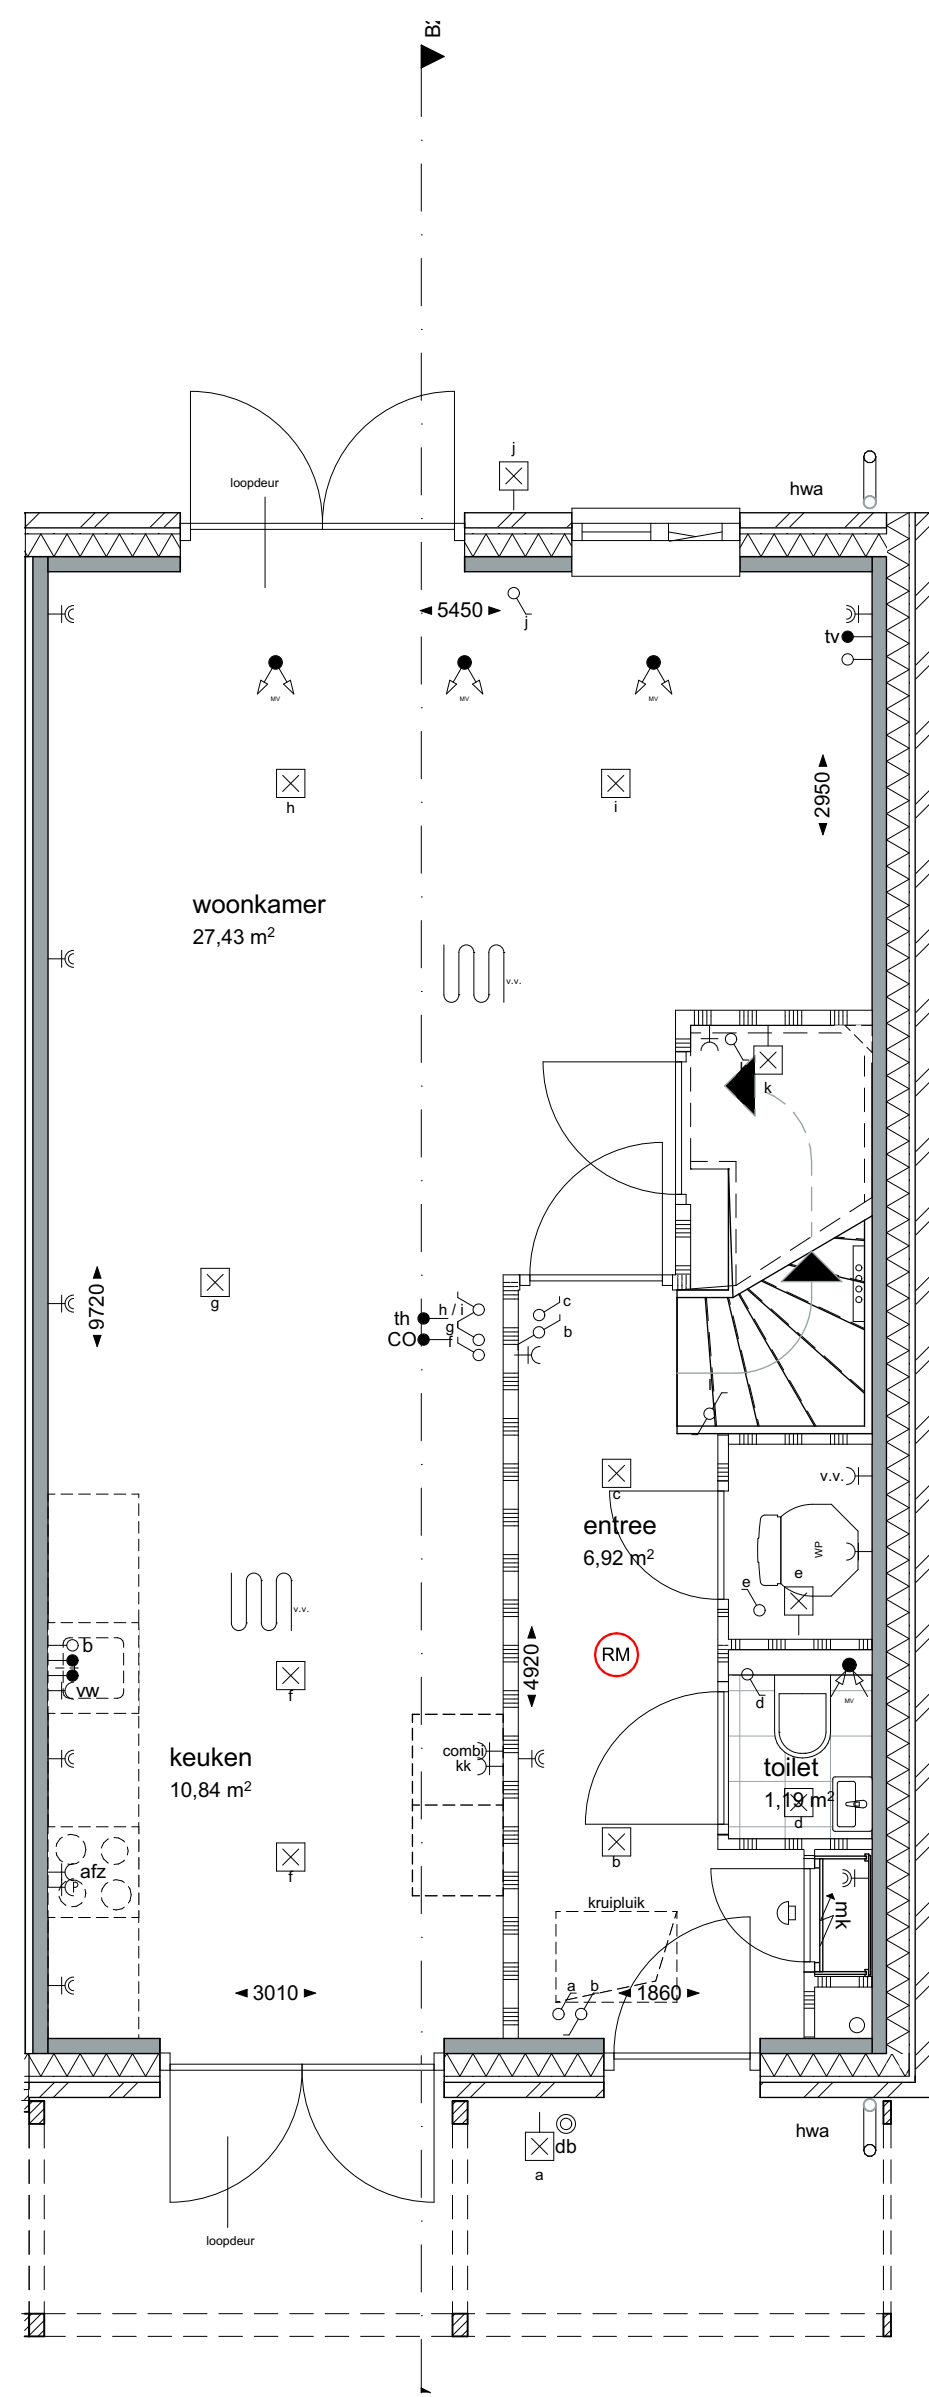 j
loopdeur
hwa
5450
j
tv
MV
MV
MV
h
i
2950
woonkamer
27,43 m²
v.v.
k
9720
g
th
h / i
c
g
CO
f
b
c
v.v.
entree
6,92 m²
WP
e
e
v.v.
RM
b
4920
f
vw
d
MV
keuken
10,84 m²
combi
kk
toilet
1,19 m²
d
b
afz
P
f
kruipluik
mk
a
b
3010
1860
db
a
hwa
loopdeur